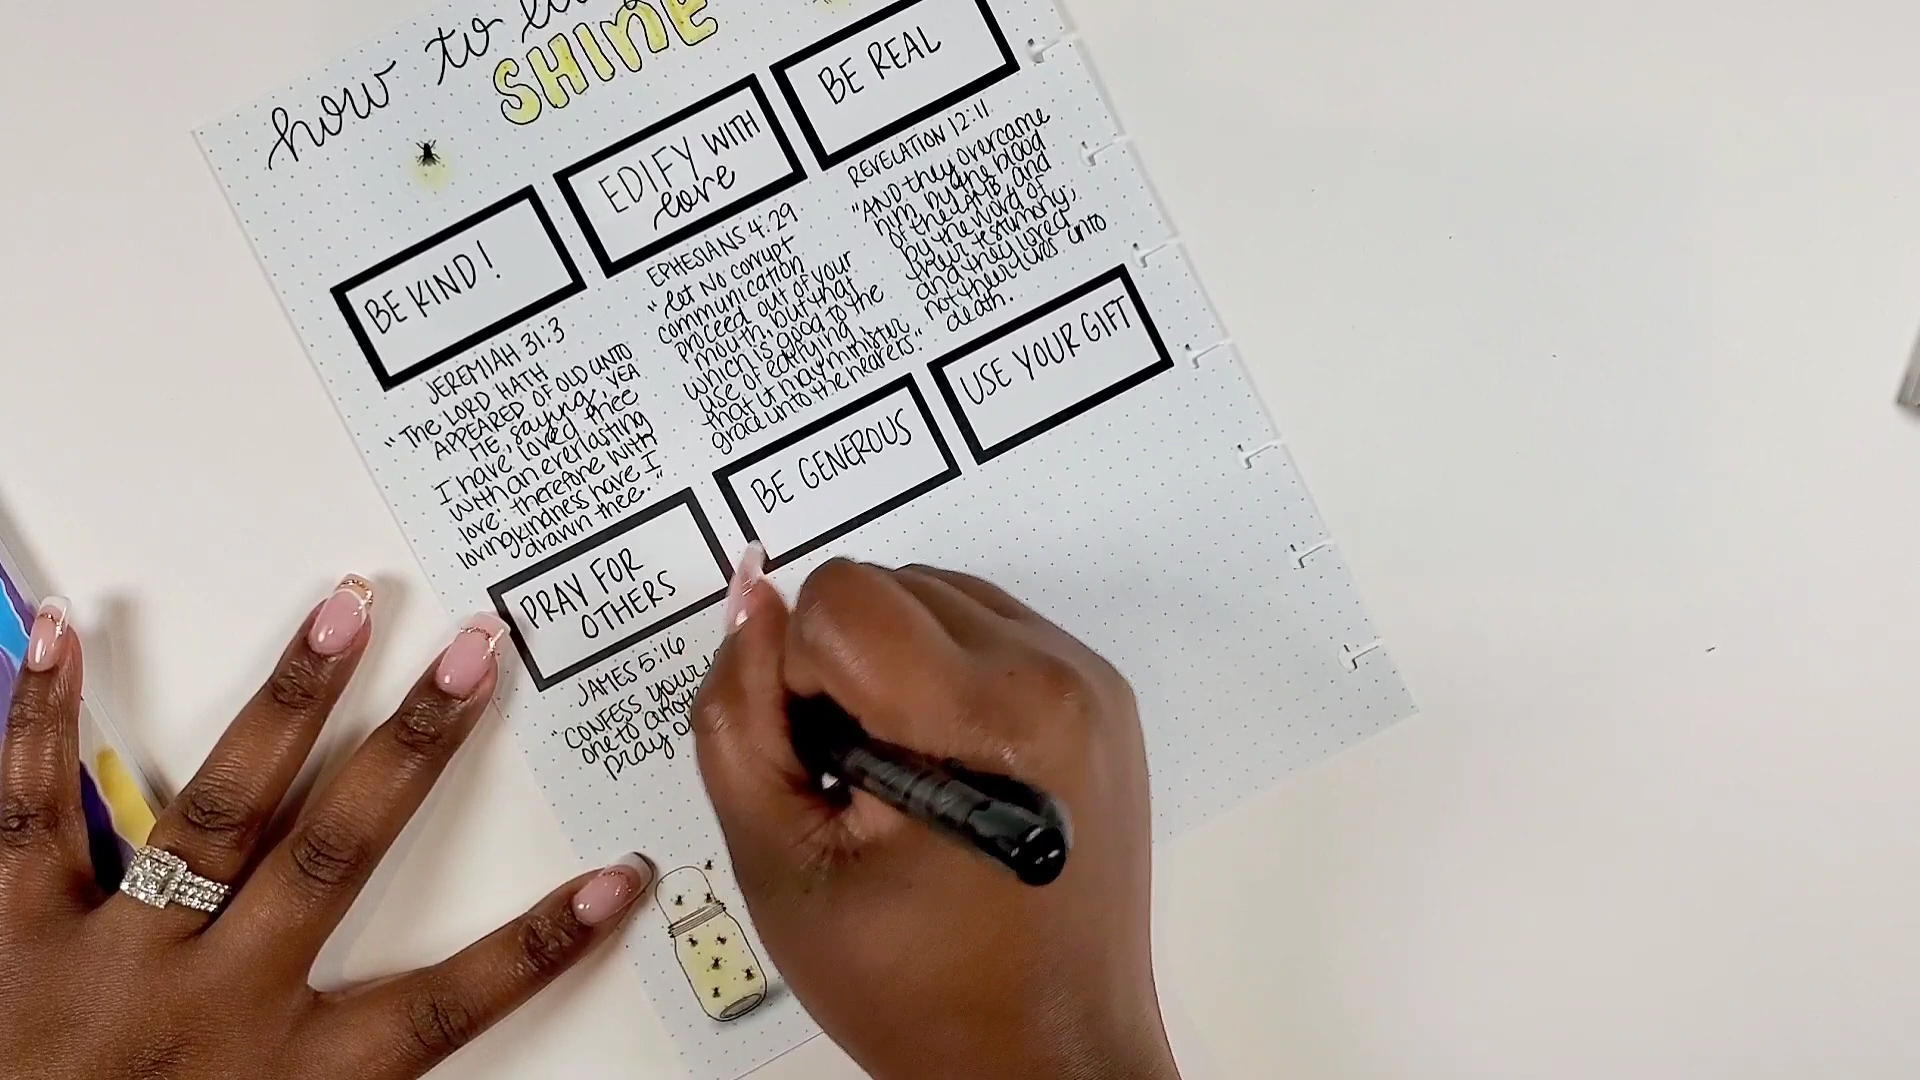 how to
SHINE
BE KIND!
JEREMIAH 31:3
"The LORD HATH
APPEARED OF OLD UNTO
ME, saying, YEA
I have loved thee
with an everlasting
love: therefore with
lovingkindness have I
drawn thee."
EDIFY WITH
love
EPHESIANS 4:29
"let No corrupt
communication
proceed out of your
mouth, but that
which is good to the
use of edifying
that it may minister
grace unto the hearers."
BE REAL
REVELATION 12:11
"AND they overcame
him by the blood
of the LAMB, and
by the word of
their testimony;
and they loved
not their lives unto
death.
PRAY FOR
OTHERS
JAMES 5:16
"CONFESS your
one to
pray
BE GENEROUS
USE YOUR GIFT